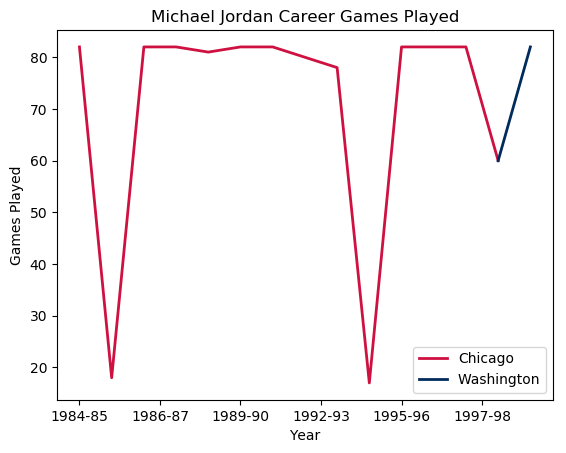 Michael Jordan Career Games Played
Games Played
80
70
60
50
40
30
20
Chicago
Washington
1984-85 1986-87 1989-90 1992-93 1995-96 1997-98
Year